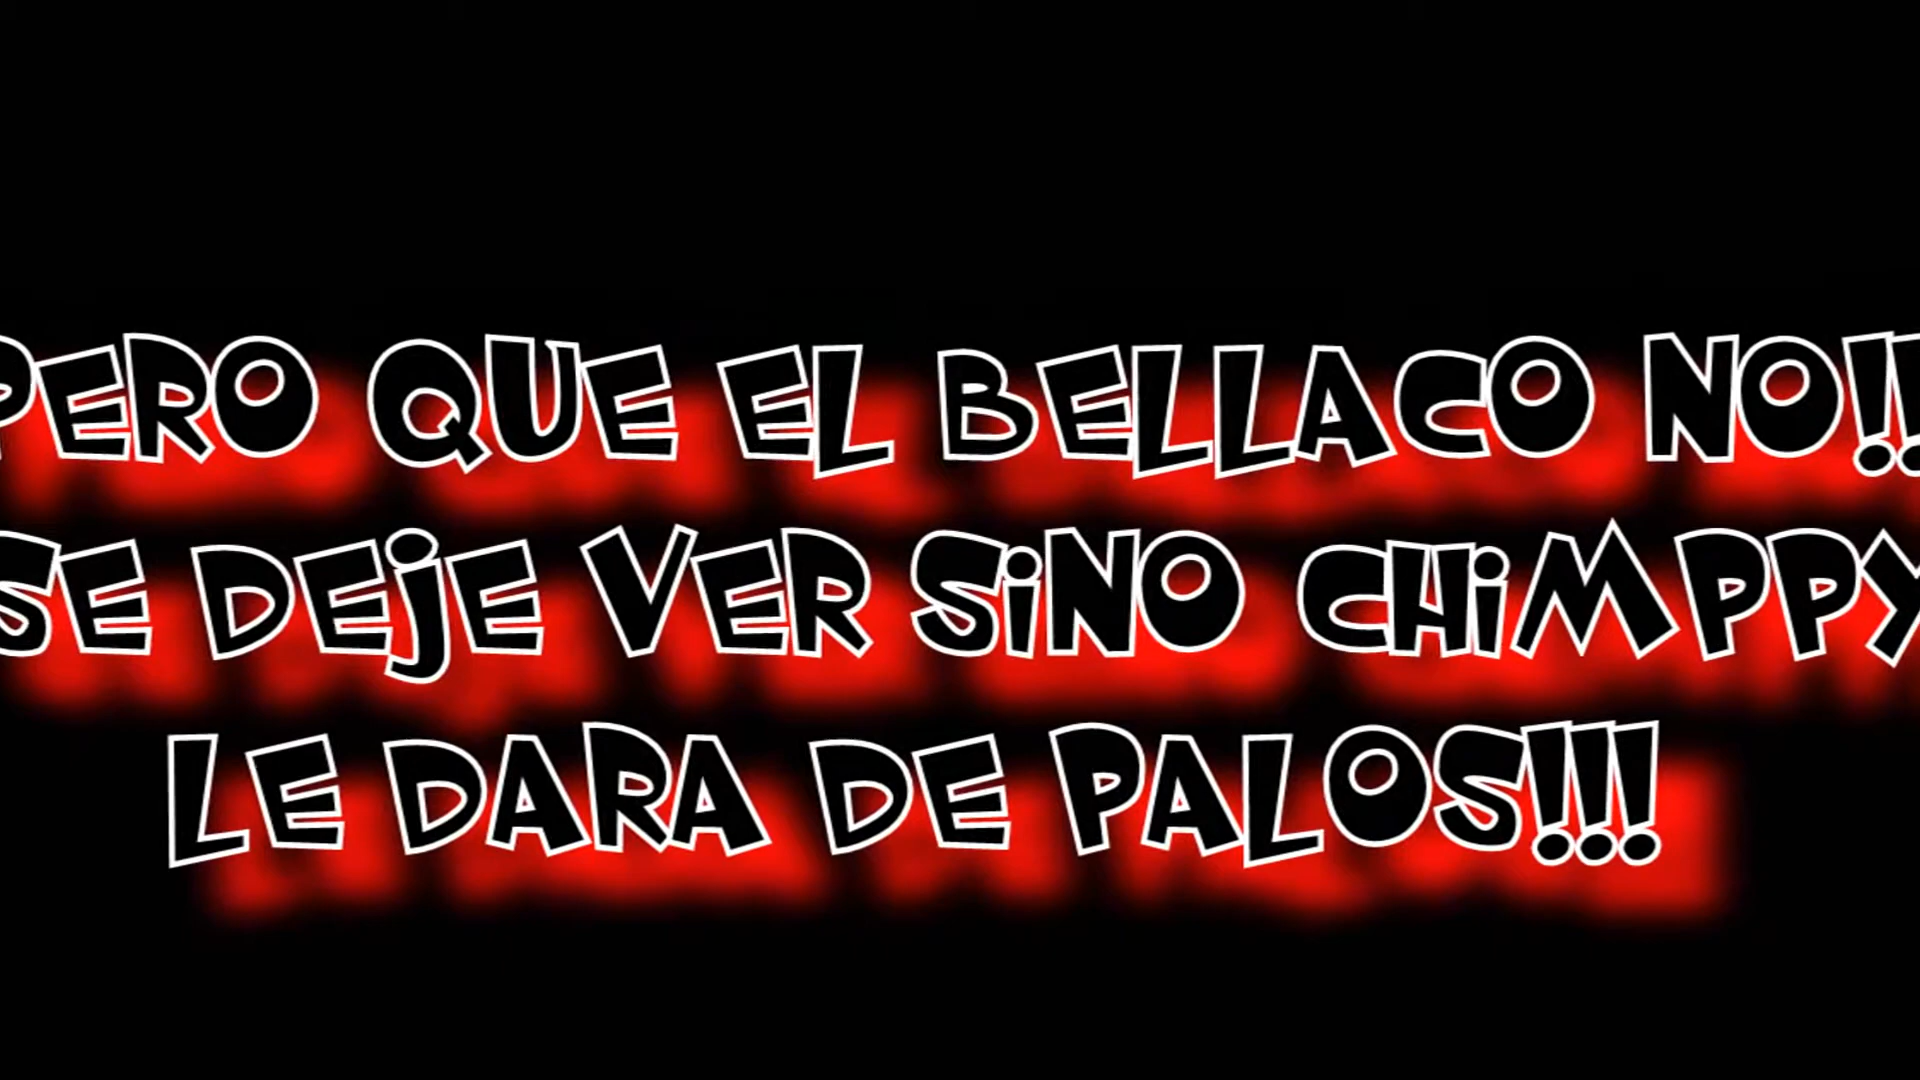 PERO QUE EL BELLACO NO!!
SE DEJE VER SINO CHIMPPY
LE DARA DE PALOS!!!